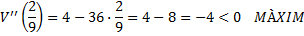 V′′(2/9) = 4 − 36 · 2/9 = 4 − 8 = −4 < 0 MÀXIM